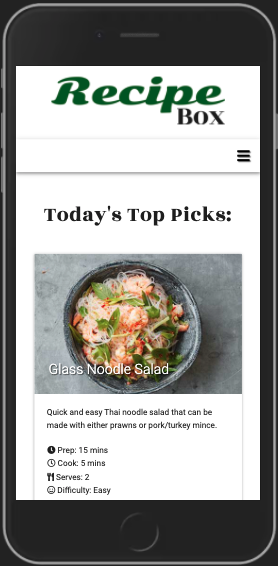 Recipe
BOX
Today's Top Picks:
Glass Noodle Salad
Quick and easy Thai noodle salad that can be
made with either prawns or pork/turkey mince.
Prep: 15 mins
Cook: 5 mins
Serves: 2
Difficulty: Easy